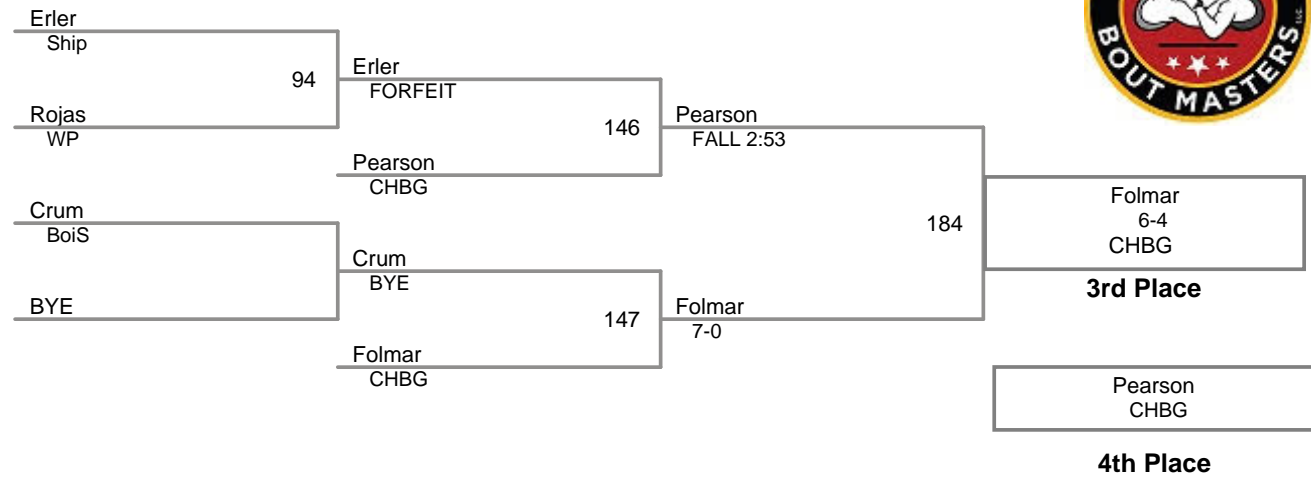 Erler
Ship
94
Rojas
WP
Crum
BoiS
BYE
Erler
FORFEIT
146
Pearson
CHBG
Crum
BYE
147
Folmar
CHBG
Pearson
FALL 2:53
184
Folmar
7-0
Folmar
6-4
CHBG
3rd Place
Pearson
CHBG
4th Place
BOUT MASTERS LLC.